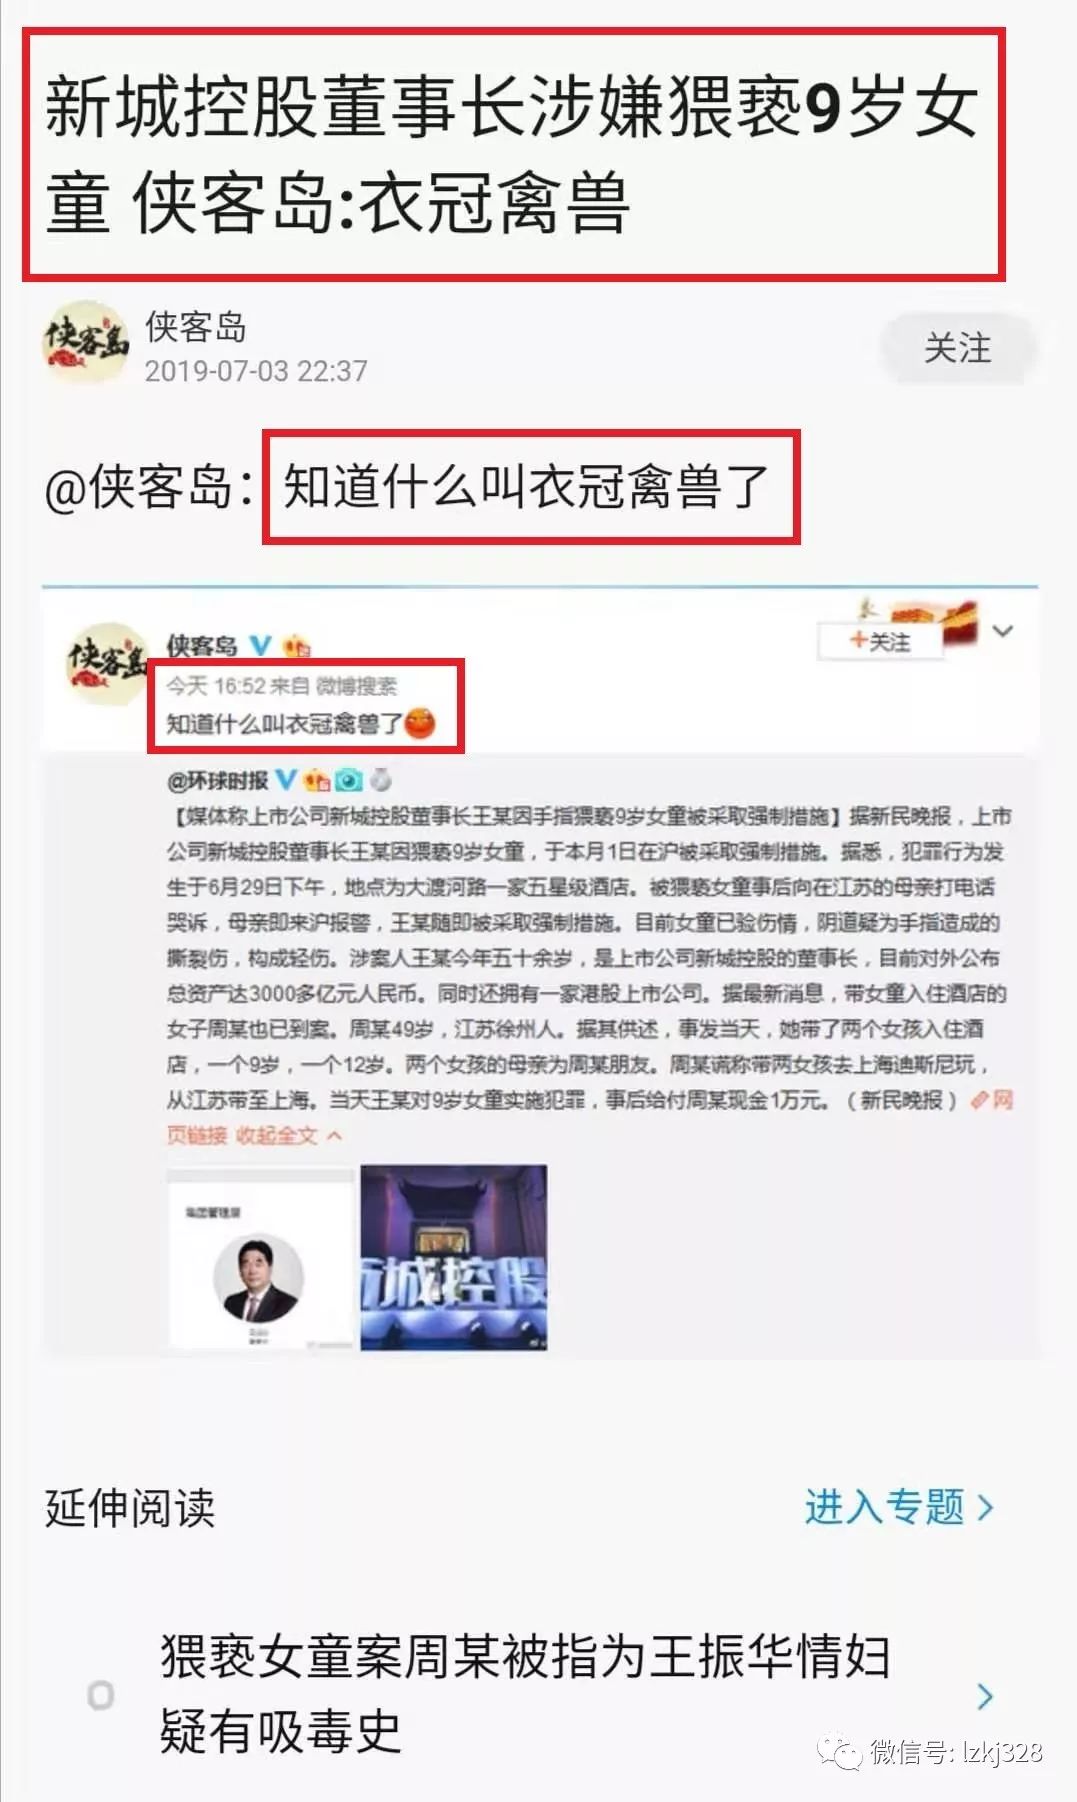 新城控股董事长涉嫌猥亵9岁女
童 侠客岛:衣冠禽兽
侠客岛
侠客岛
2019-07-03 22:37
关注
@侠客岛：知道什么叫衣冠禽兽了
侠客岛
侠客岛
+关注
今天 16:52 来自 微博搜索
知道什么叫衣冠禽兽了
@环球时报
【媒体称上市公司新城控股董事长王某因手指猥亵9岁女童被采取强制措施】据新民晚报，上市
公司新城控股董事长王某因猥亵9岁女童，于本月1日在沪被采取强制措施。据悉，犯罪行为发
生于6月29日下午，地点为大渡河路一家五星级酒店。被猥亵女童事后向在江苏的母亲打电话
哭诉，母亲即来沪报警，王某随即被采取强制措施。目前女童已验伤情，阴道疑为手指造成的
撕裂伤，构成轻伤。涉案人王某今年五十余岁，是上市公司新城控股的董事长，目前对外公布
总资产达3000多亿元人民币。同时还拥有一家港股上市公司。据最新消息，带女童入住酒店的
女子周某也已到案。周某49岁，江苏徐州人。据其供述，事发当天，她带了两个女孩入住酒
店，一个9岁，一个12岁。两个女孩的母亲为周某朋友。周某谎称带两女孩去上海迪斯尼玩，
从江苏带至上海。当天王某对9岁女童实施犯罪，事后给付周某现金1万元。（新民晚报） 网
页链接 收起全文
集团管理层
新城控股
延伸阅读
进入专题
猥亵女童案周某被指为王振华情妇
疑有吸毒史
微信号: lzkj328